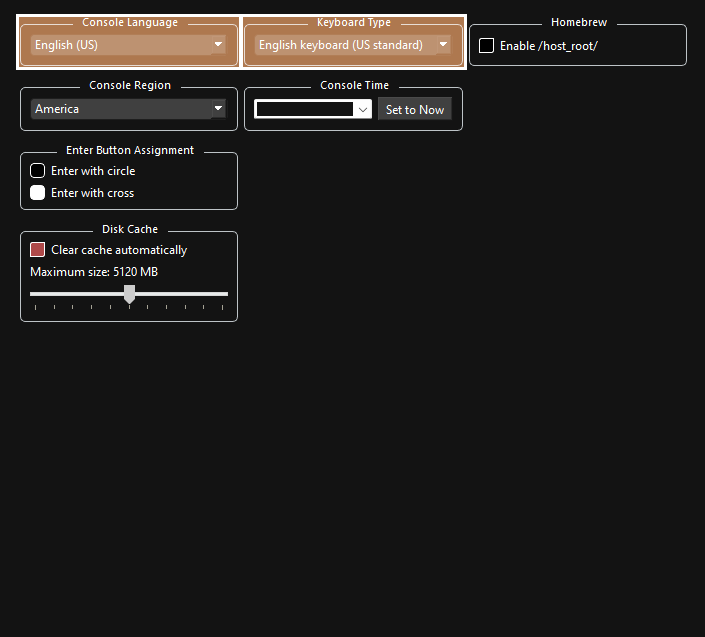 Console Language
English (US)
Keyboard Type
English keyboard (US standard)
Homebrew
Enable /host_root/
Console Region
America
Console Time
Set to Now
Enter Button Assignment
Enter with circle
Enter with cross
Disk Cache
Clear cache automatically
Maximum size: 5120 MB